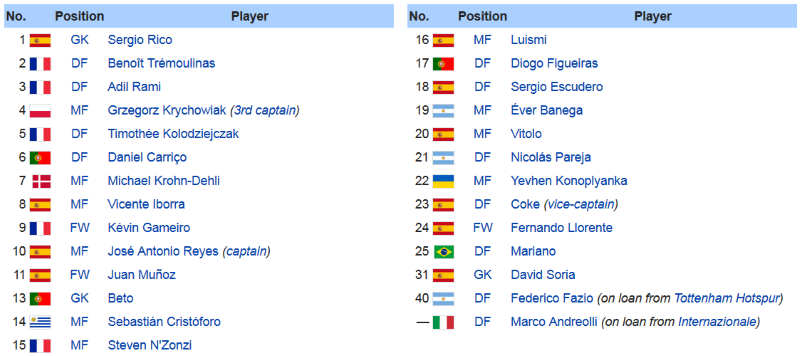 No. Position Player
1 GK Sergio Rico
2 DF Benoît Trémoulinas
3 DF Adil Rami
4 MF Grzegorz Krychowiak (3rd captain)
5 DF Timothée Kolodziejczak
6 DF Daniel Carriço
7 MF Michael Krohn-Dehli
8 MF Vicente Iborra
9 FW Kévin Gameiro
10 MF José Antonio Reyes (captain)
11 FW Juan Muñoz
13 GK Beto
14 MF Sebastián Cristóforo
15 MF Steven N'Zonzi
No. Position Player
16 MF Luismi
17 DF Diogo Figueiras
18 DF Sergio Escudero
19 MF Éver Banega
20 MF Vitolo
21 DF Nicolás Pareja
22 MF Yevhen Konoplyanka
23 DF Coke (vice-captain)
24 FW Fernando Llorente
25 DF Mariano
31 GK David Soria
40 DF Federico Fazio (on loan from Tottenham Hotspur)
— DF Marco Andreolli (on loan from Internazionale)